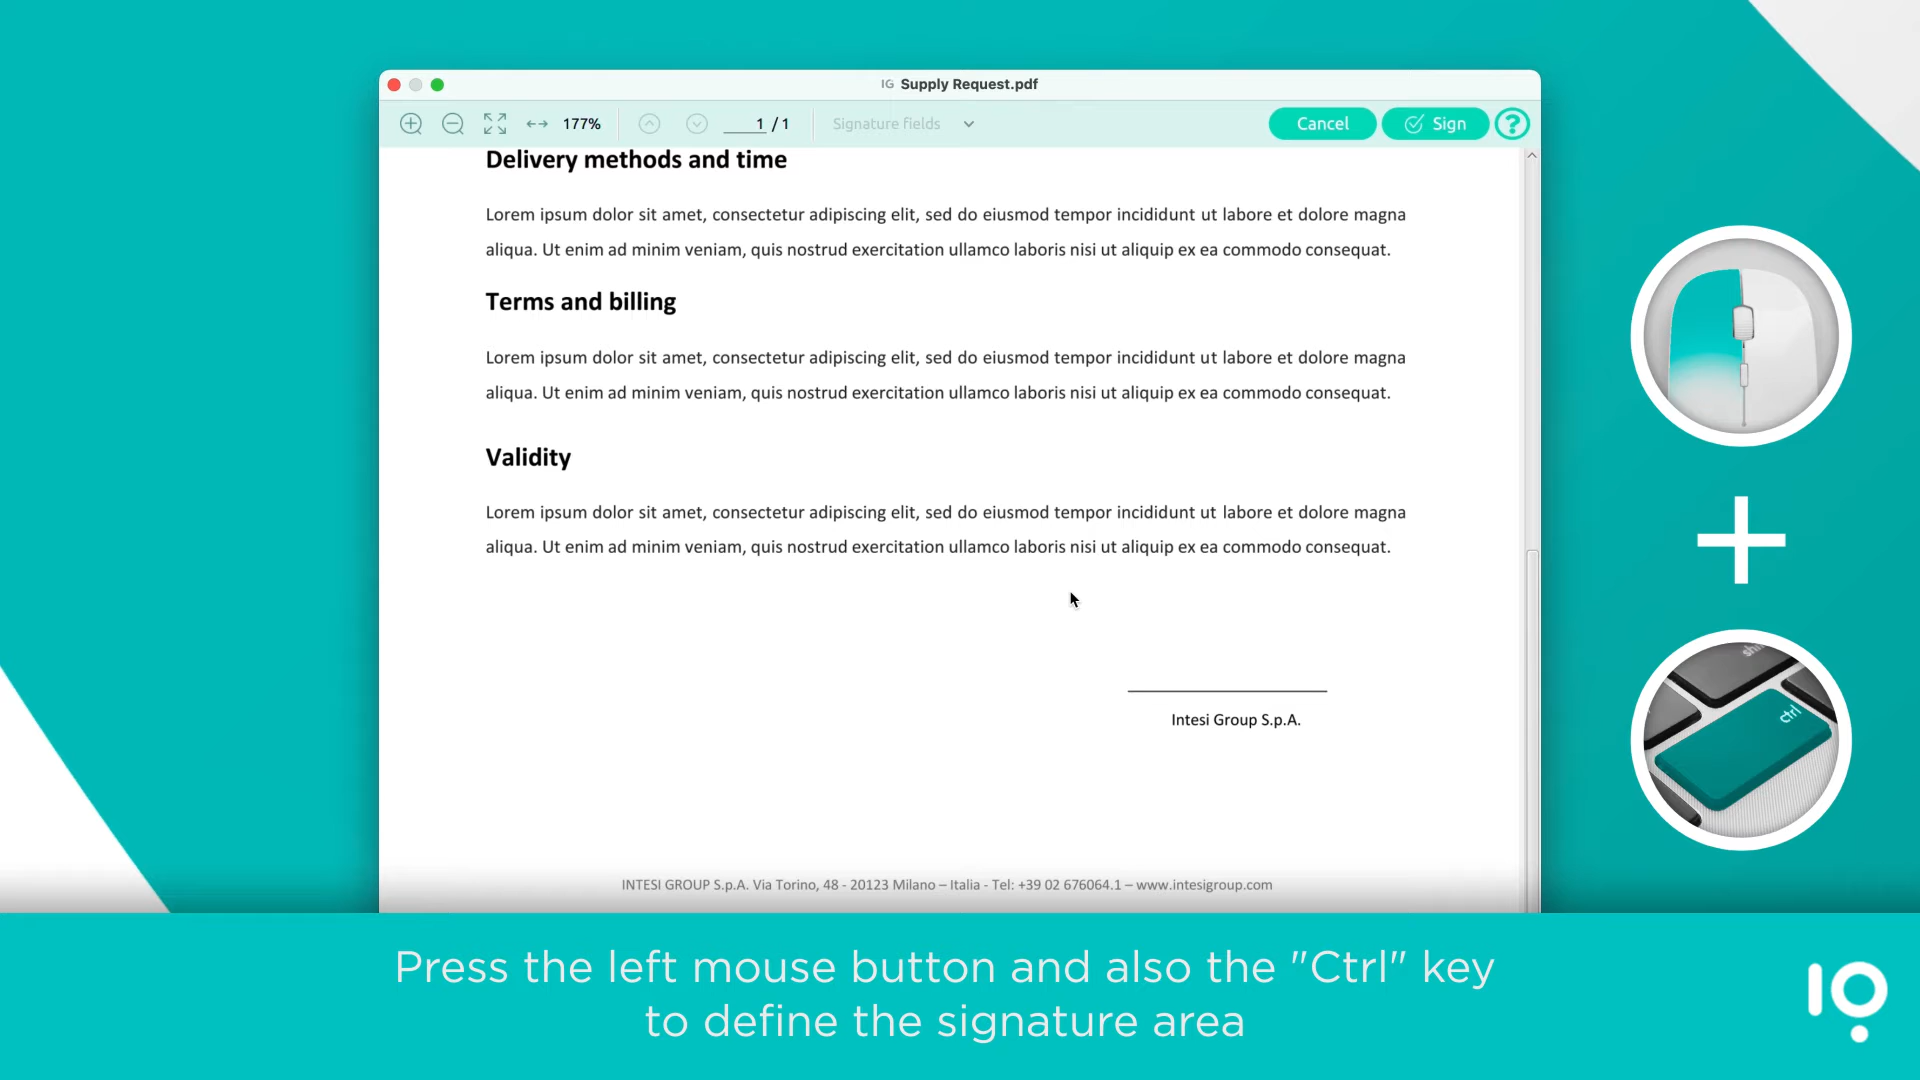 IG Supply Request.pdf
177% 1 / 1 Signature fields Cancel Sign ?
Delivery methods and time
Lorem ipsum dolor sit amet, consectetur adipiscing elit, sed do eiusmod tempor incididunt ut labore et dolore magna
aliqua. Ut enim ad minim veniam, quis nostrud exercitation ullamco laboris nisi ut aliquip ex ea commodo consequat.
Terms and billing
Lorem ipsum dolor sit amet, consectetur adipiscing elit, sed do eiusmod tempor incididunt ut labore et dolore magna
aliqua. Ut enim ad minim veniam, quis nostrud exercitation ullamco laboris nisi ut aliquip ex ea commodo consequat.
Validity
Lorem ipsum dolor sit amet, consectetur adipiscing elit, sed do eiusmod tempor incididunt ut labore et dolore magna
aliqua. Ut enim ad minim veniam, quis nostrud exercitation ullamco laboris nisi ut aliquip ex ea commodo consequat.
Intesi Group S.p.A.
ctrl
INTESI GROUP S.p.A. Via Torino, 48 - 20123 Milano – Italia - Tel: +39 02 676064.1 – www.intesigroup.com
Press the left mouse button and also the "Ctrl" key
to define the signature area